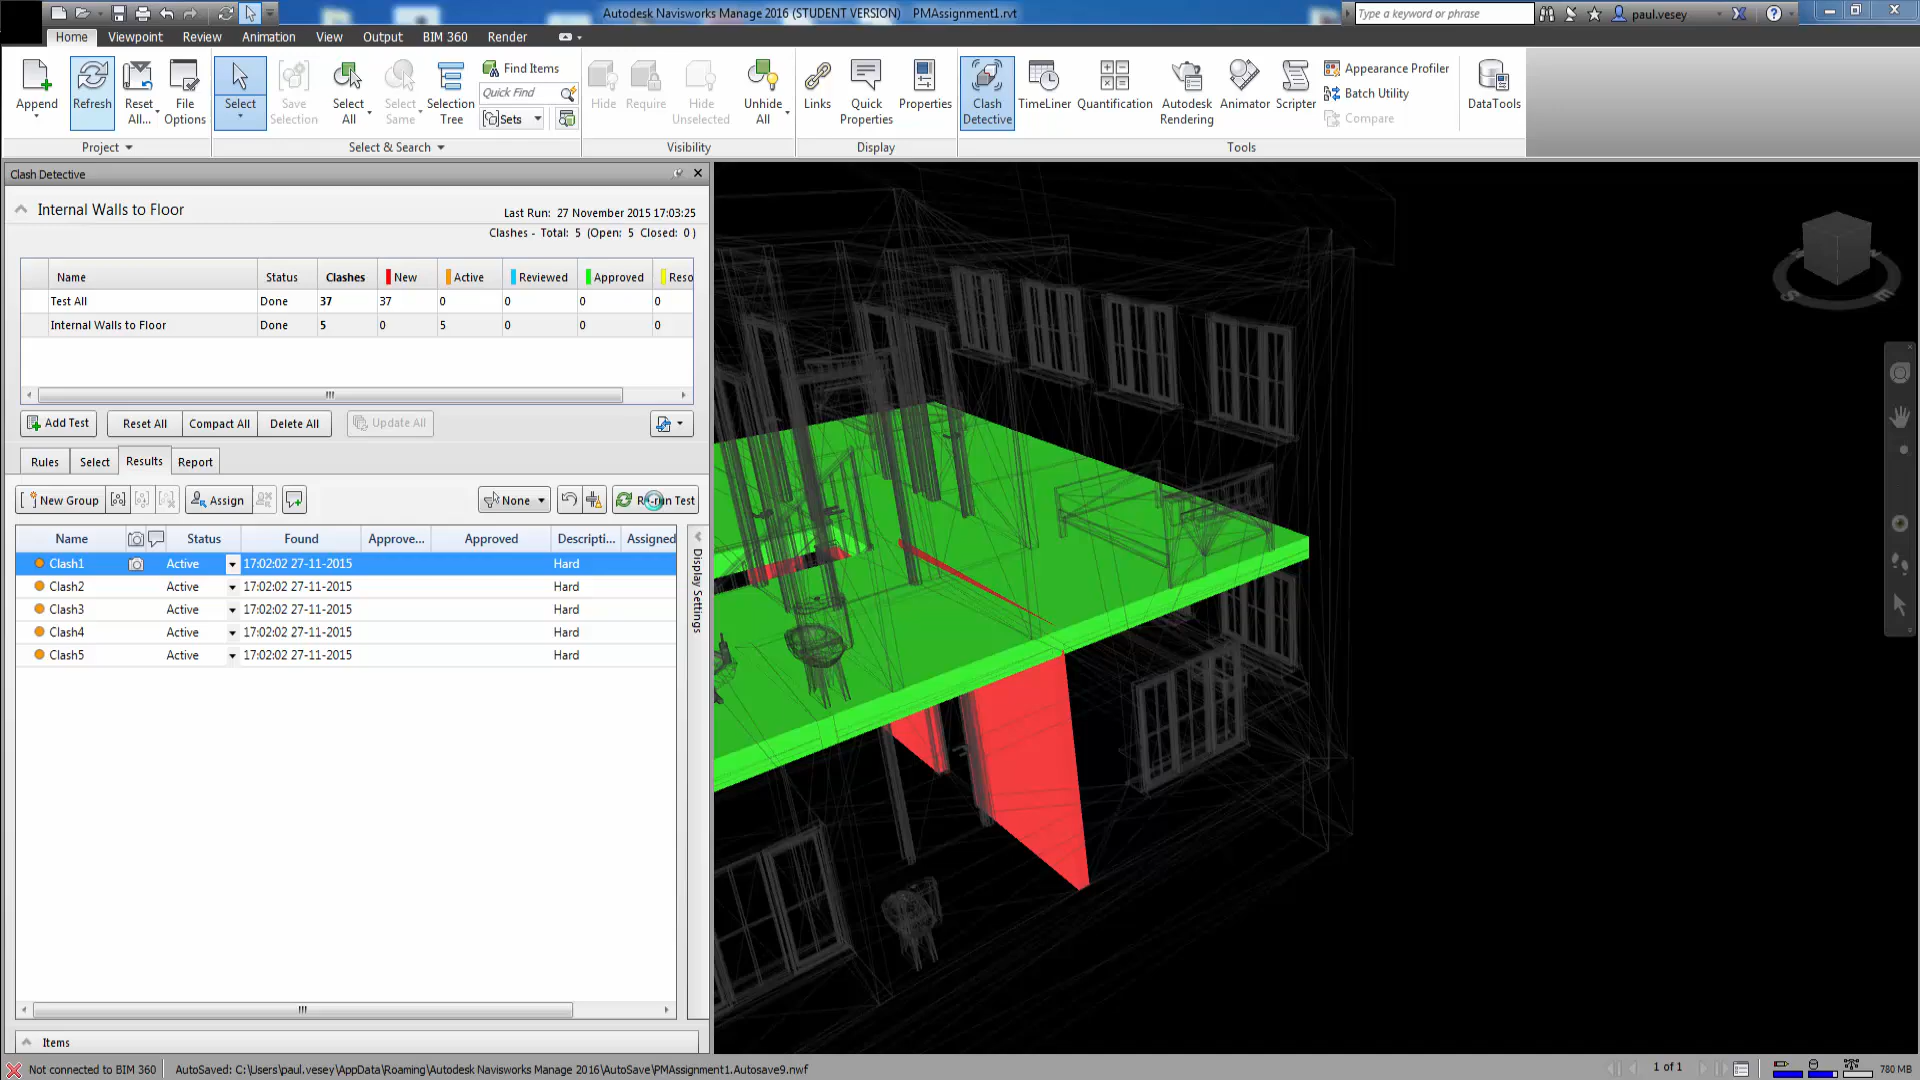 Autodesk Navisworks Manage 2016 (STUDENT VERSION) PMAssignment1.rvt
Type a keyword or phrase
paul.vesey
Home Viewpoint Review Animation View Output BIM 360 Render
Append
Refresh
Reset All...
File Options
Select
Save Selection
Select All
Select Same
Selection Tree
Find Items
Quick Find
Sets
Hide
Require
Hide Unselected
Unhide All
Links
Quick Properties
Properties
Clash Detective
TimeLiner
Quantification
Autodesk Rendering
Animator
Scripter
Appearance Profiler
Batch Utility
Compare
DataTools
Project Select & Search Visibility Display Tools
Clash Detective
Internal Walls to Floor
Last Run: 27 November 2015 17:03:25
Clashes - Total: 5 (Open: 5 Closed: 0 )
Name Status Clashes New Active Reviewed Approved Reso
Test All Done 37 37 0 0 0 0
Internal Walls to Floor Done 5 0 5 0 0 0
Add Test Reset All Compact All Delete All Update All
Rules Select Results Report
New Group Assign None
Name Status Found Approve... Approved Descripti... Assigned
Clash1 Active 17:02:02 27-11-2015 Hard
Clash2 Active 17:02:02 27-11-2015 Hard
Clash3 Active 17:02:02 27-11-2015 Hard
Clash4 Active 17:02:02 27-11-2015 Hard
Clash5 Active 17:02:02 27-11-2015 Hard
Display Settings
Items
S E
Not connected to BIM 360 AutoSaved: C:\Users\paul.vesey\AppData\Roaming\Autodesk Navisworks Manage 2016\AutoSave\PMAssignment1.Autosave9.nwf 1 of 1 780 MB